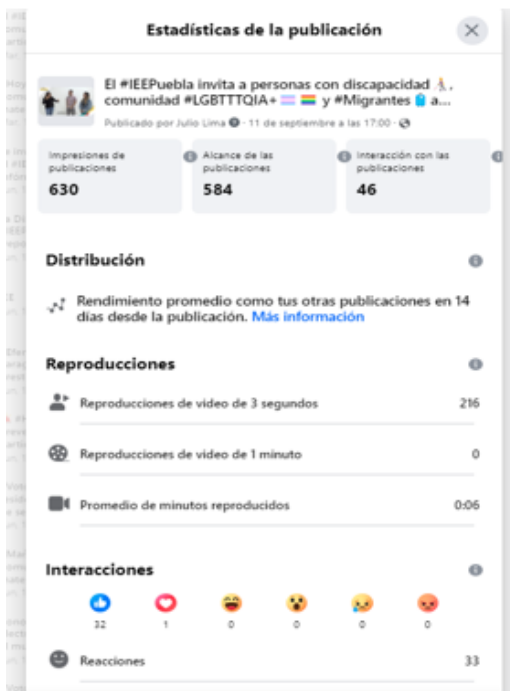 Estadísticas de la publicación
El #IEEPuebla invita a personas con discapacidad 👩‍🦯,
comunidad #LGBTTTQIA+ 🏳️‍⚧️ 🏳️‍🌈 y #Migrantes 🧳 a...
Publicado por Julio Lima · 11 de septiembre a las 17:00 ·
Impresiones de publicaciones
630
Alcance de las publicaciones
584
Interacción con las publicaciones
46
Distribución
Rendimiento promedio como tus otras publicaciones en 14
días desde la publicación. Más información
Reproducciones
Reproducciones de video de 3 segundos 216
Reproducciones de video de 1 minuto 0
Promedio de minutos reproducidos 0:06
Interacciones
32 1 0 0 0 0
Reacciones 33